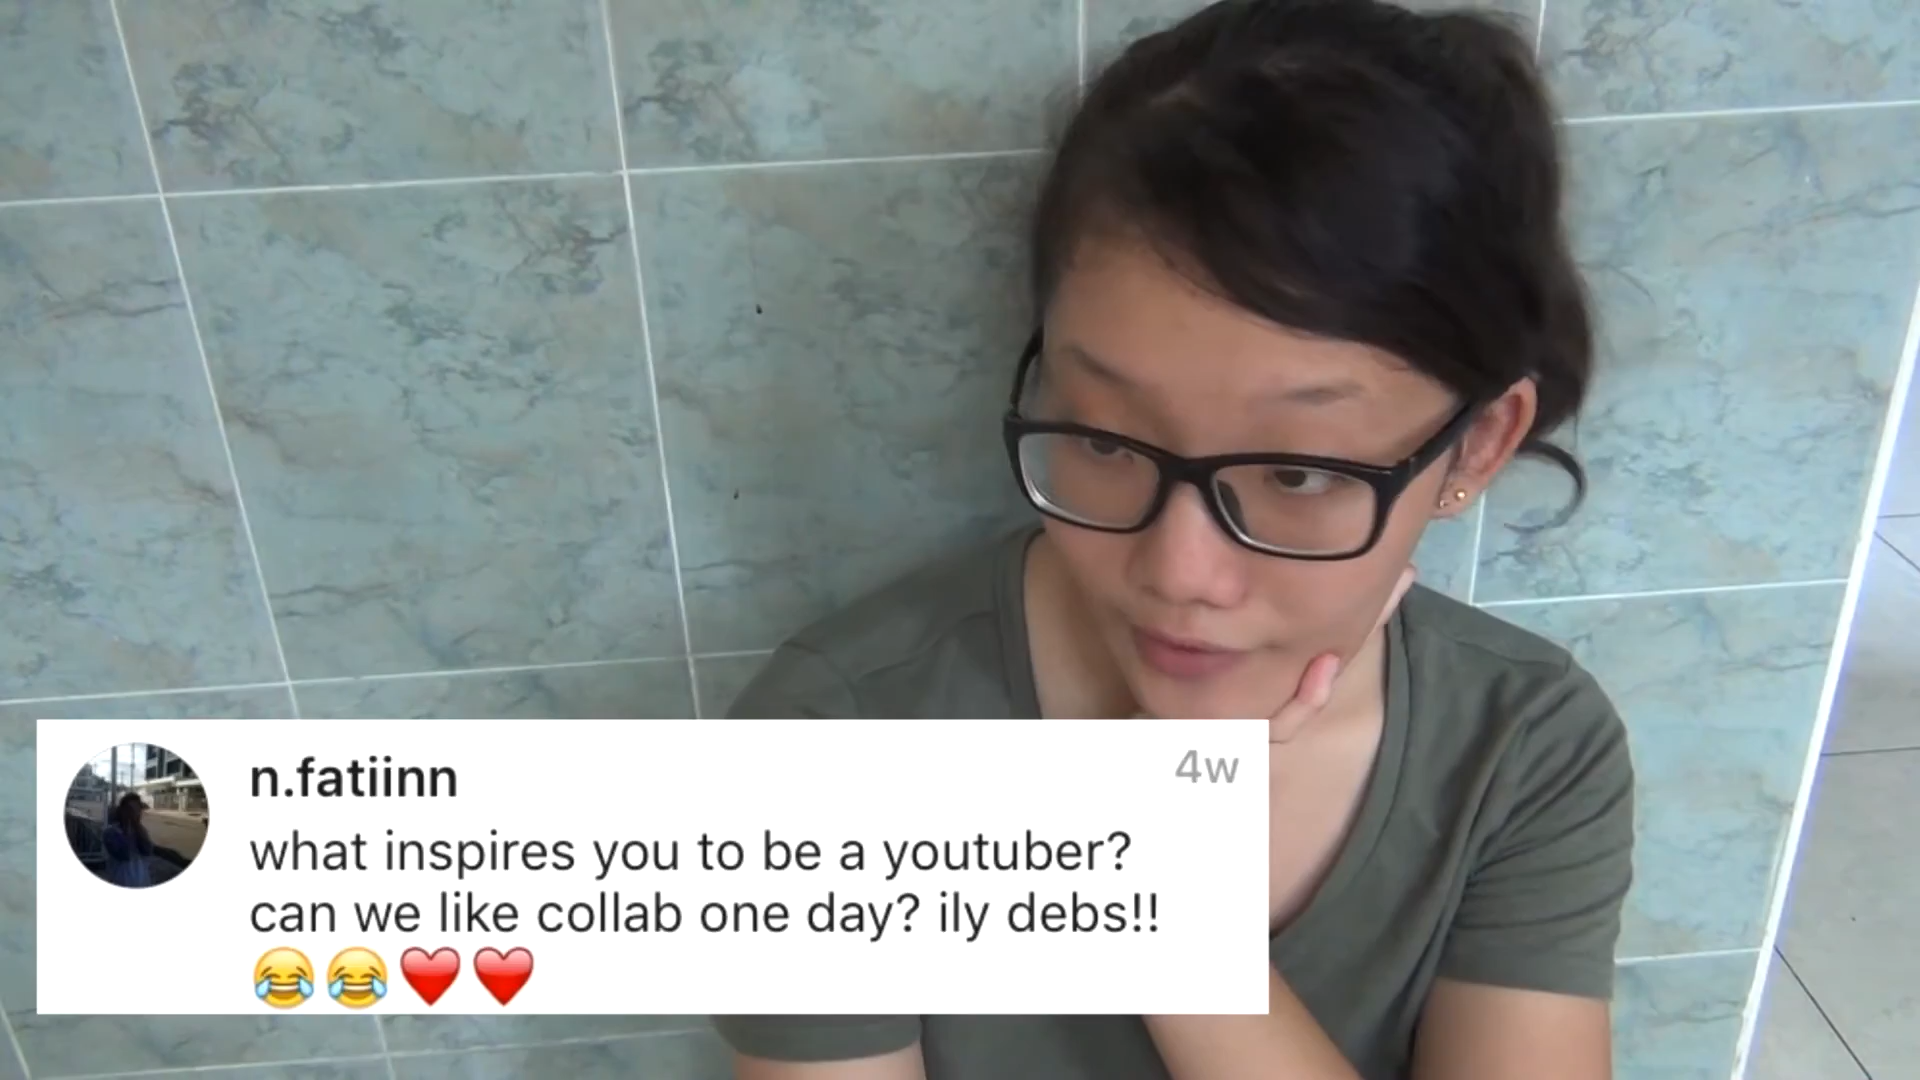 n.fatiinn
4w
what inspires you to be a youtuber?
can we like collab one day? ily debs!!
😂😂❤️❤️